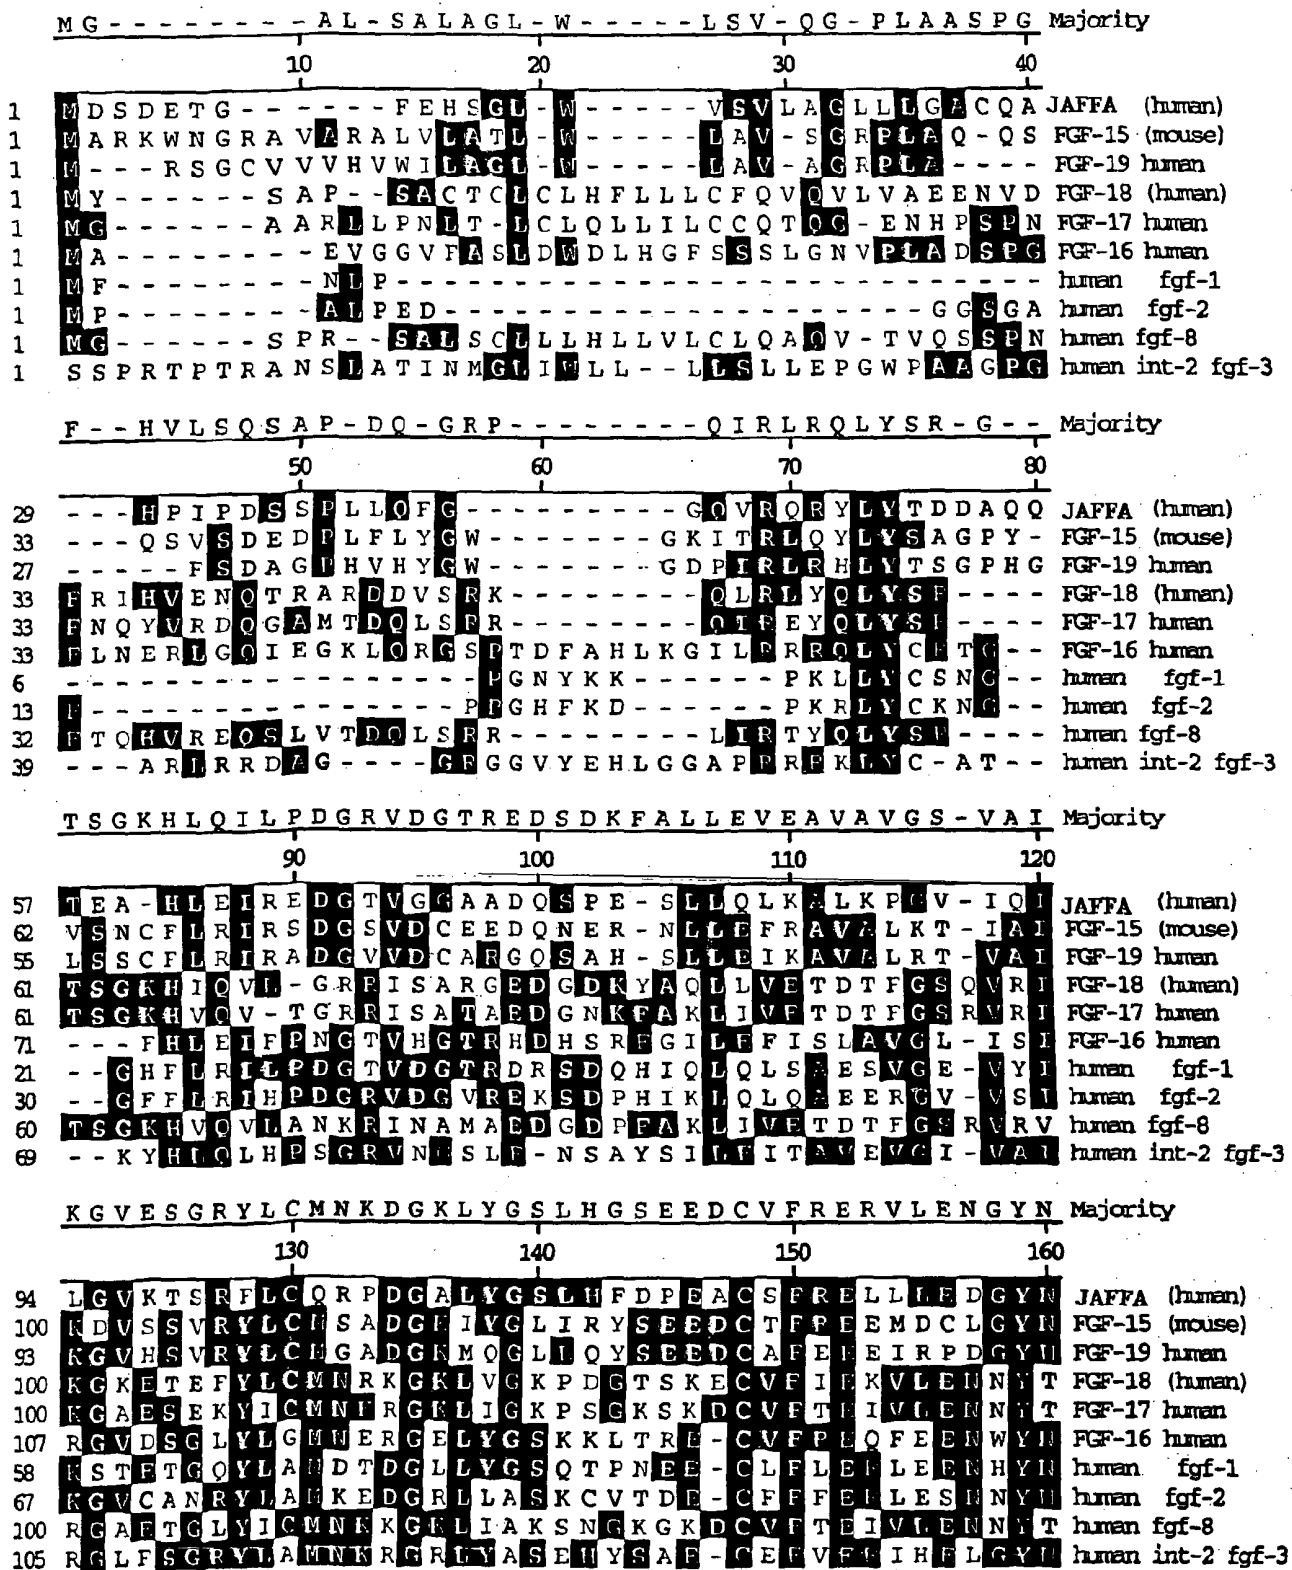 M G - - - - - - - - A L - S A L A G L - W - - - - - L S V - Q G - P L A A S P G Majority
10 20 30 40
1 M D S D E T G - - - - - - F E H S G L - W - - - - - V S V L A G L L L G A C Q A JAFFA (human)
1 M A R K W N G R A V A R A L V L A T L - W - - - - - L A V - S G R P L A Q - Q S FGF-15 (mouse)
1 M - - - R S G C V V V H V W I L A G L - W - - - - - L A V - A G R P L A - - - - FGF-19 human
1 M Y - - - - - - S A P - - S A C T C L C L H F L L L C F Q V Q V L V A E E N V D FGF-18 (human)
1 M G - - - - - - A A R L L P N L T - L C L Q L L I L C C Q T Q G - E N H P S P N FGF-17 human
1 M A - - - - - - - - E V G G V F A S L D W D L H G F S S S L G N V P L A D S P G FGF-16 human
1 M F - - - - - - - - N L P - - - - - - - - - - - - - - - - - - - - - - - - - - - human fgf-1
1 M P - - - - - - - - A L P E D - - - - - - - - - - - - - - - - - - - - G G S G A human fgf-2
1 M G - - - - - - S P R - - S A L S C L L L H L L V L C L Q A Q V - T V Q S S P N human fgf-8
1 S S P R T P T R A N S L A T I N M G L I W L L - - L L S L L E P G W P A A G P G human int-2 fgf-3
F - - H V L S Q S A P - D Q - G R P - - - - - - - - Q I R L R Q L Y S R - G - - Majority
50 60 70 80
29 - - - H P I P D S S P L L Q F G - - - - - - - - - G Q V R Q R Y L Y T D D A Q Q JAFFA (human)
33 - - - Q S V S D E D P L F L Y G W - - - - - - - G K I T R L Q Y L Y S A G P Y - FGF-15 (mouse)
27 - - - - - F S D A G P H V H Y G W - - - - - - - G D P I R L R H L Y T S G P H G FGF-19 human
33 F R I H V E N Q T R A R D D V S R K - - - - - - - - Q L R L Y Q L Y S R - - - - FGF-18 (human)
33 F N Q Y V R D Q G A M T D Q L S R R - - - - - - - - Q I R E Y Q L Y S R - - - - FGF-17 human
33 F L N E R L G Q I E G K L Q R G S P T D F A H L K G I L R R R Q L Y C R T G - - FGF-16 human
6 - - - - - - - - - - - - - - - - - P G N Y K K - - - - - - P K L L Y C S N G - - human fgf-1
13 F - - - - - - - - - - - - - - - P P G H F K D - - - - - - P K R L Y C K N G - - human fgf-2
32 F T Q H V R E Q S L V T D Q L S R R - - - - - - - - L I R T Y Q L Y S R - - - - human fgf-8
39 - - - A R L R R D A G - - - - G R G G V Y E H L G G A P R R R K L Y C - A T - - human int-2 fgf-3
T S G K H L Q I L P D G R V D G T R E D S D K F A L L E V E A V A V G S - V A I Majority
90 100 110 120
57 T E A - H L E I R E D G T V G G A A D Q S P E - S L L Q L K A L K P G V - I Q I JAFFA (human)
62 V S N C F L R I R S D G S V D C E E D Q N E R - N L L E F R A V A L K T - I A I FGF-15 (mouse)
55 L S S C F L R I R A D G V V D C A R G Q S A H - S L L E I K A V A L R T - V A I FGF-19 human
61 T S G K H I Q V L - G R R I S A R G E D G D K Y A Q L L V E T D T F G S Q V R I FGF-18 (human)
61 T S G K H V Q V - T G R R I S A T A E D G N K F A K L I V E T D T F G S R V R I FGF-17 human
71 - - - F H L E I F P N G T V H G T R H D H S R F G I L E F I S L A V G L - I S I FGF-16 human
21 - - G H F L R I L P D G T V D G T R D R S D Q H I Q L Q L S A E S V G E - V Y I human fgf-1
30 - - G F F L R I H P D G R V D G V R E K S D P H I K L Q L Q A E E R G V - V S I human fgf-2
60 T S G K H V Q V L A N K R I N A M A E D G D P F A K L I V E T D T F G S R V R V human fgf-8
69 - - K Y H L Q L H P S G R V N G S L E - N S A Y S I L E I T A V E V G I - V A I human int-2 fgf-3
K G V E S G R Y L C M N K D G K L Y G S L H G S E E D C V F R E R V L E N G Y N Majority
130 140 150 160
94 L G V K T S R F L C Q R P D G A L Y G S L H F D P E A C S F R E L L L E D G Y N JAFFA (human)
100 K D V S S V R Y L C M S A D G K I Y G L I R Y S E E D C T F R E E M D C L G Y N FGF-15 (mouse)
93 K G V H S V R Y L C M G A D G K M Q G L L Q Y S E E D C A F E E E I R P D G Y N FGF-19 human
100 K G K E T E F Y L C M N R K G K L V G K P D G T S K E C V F I E K V L E N N Y T FGF-18 (human)
100 K G A E S E K Y I C M N K R G K L I G K P S G K S K D C V F T E I V L E N N Y T FGF-17 human
107 R G V D S G L Y L G M N E R G E L Y G S K K L T R E - C V F R E Q F E E N W Y N FGF-16 human
58 K S T E T G Q Y L A M D T D G L L Y G S Q T P N E E - C L F L E R L E E N H Y N human fgf-1
67 K G V C A N R Y L A M K E D G R L L A S K C V T D E - C F F F E R L E S N N Y N human fgf-2
100 R G A E T G L Y I C M N K K G K L I A K S N G K G K D C V F T E I V L E N N Y T human fgf-8
105 R G L F S G R Y L A M N K R G R L Y A S E H Y S A E - C E F V E R I H E L G Y N human int-2 fgf-3